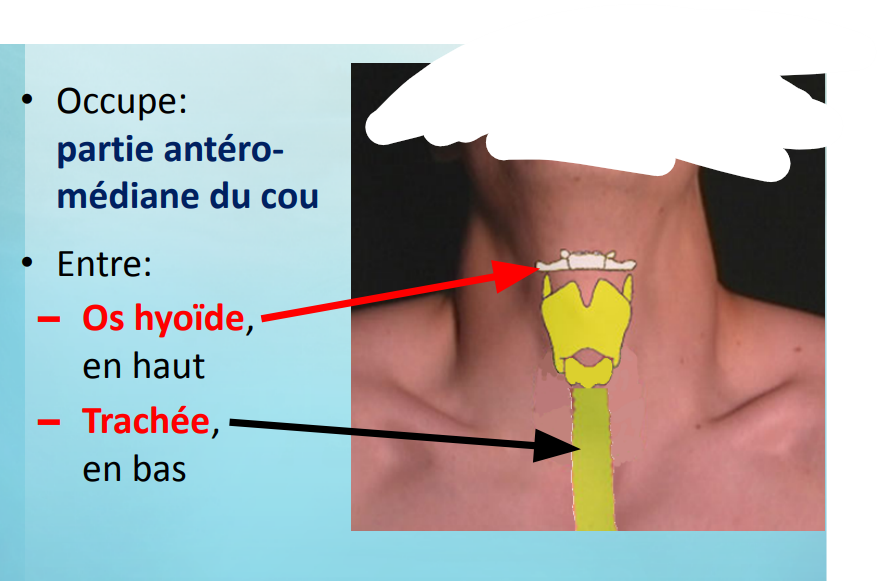 • Occupe:
partie antéro-
médiane du cou
• Entre:
– Os hyoïde,
en haut
– Trachée,
en bas